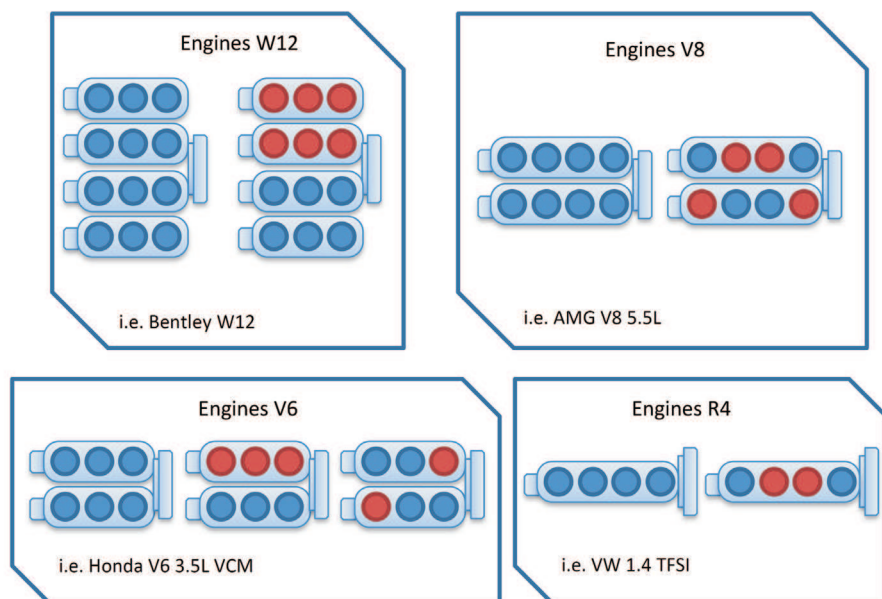 Engines W12
i.e. Bentley W12
Engines V8
i.e. AMG V8 5.5L
Engines V6
i.e. Honda V6 3.5L VCM
Engines R4
i.e. VW 1.4 TFSI